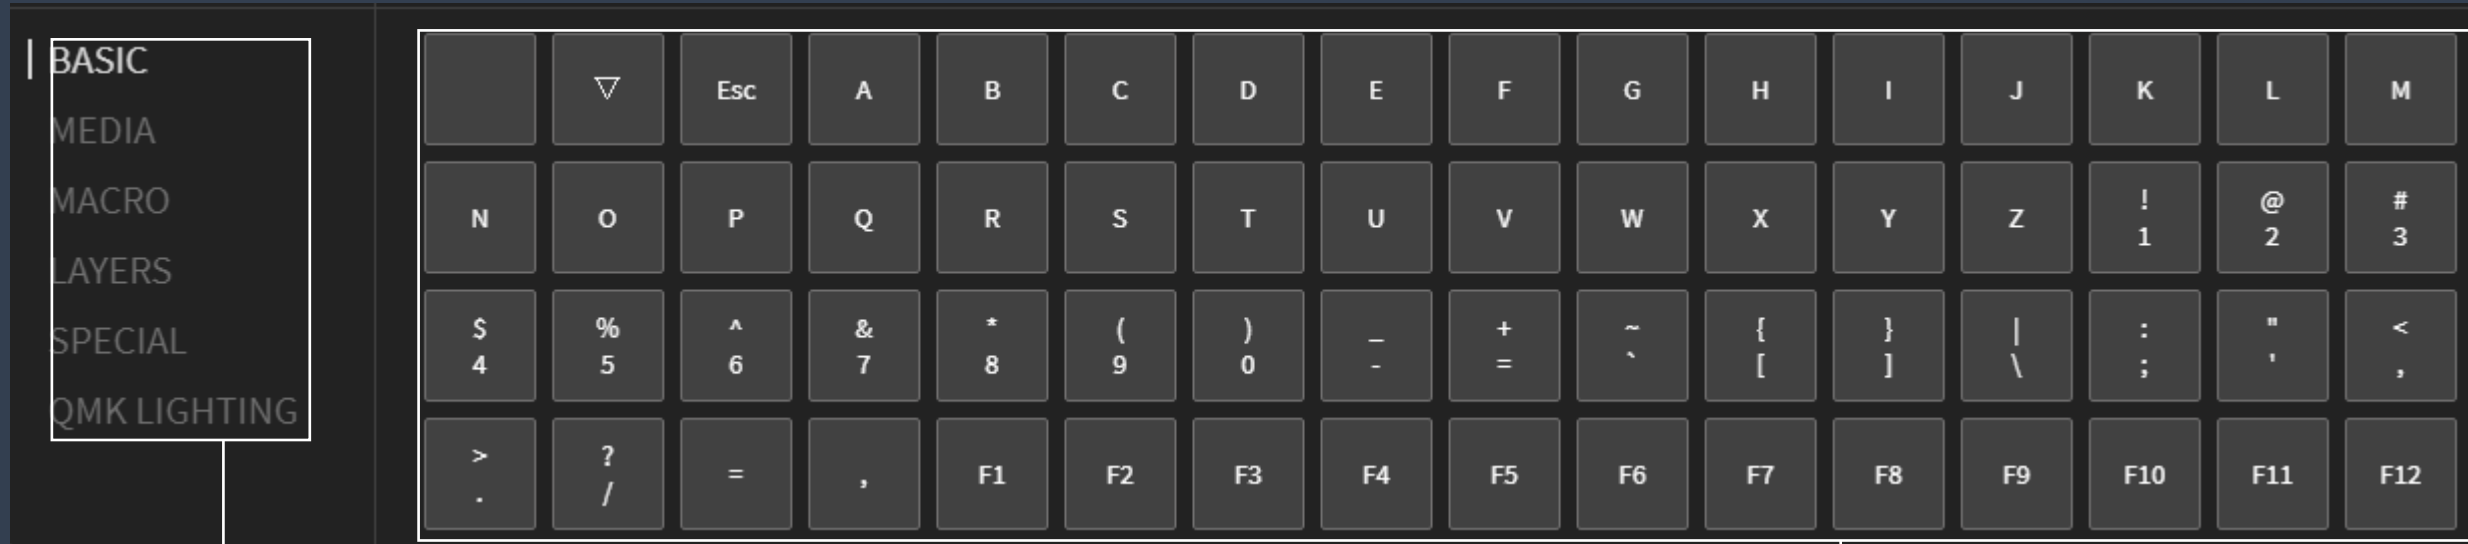 BASIC
MEDIA
MACRO
LAYERS
SPECIAL
QMK LIGHTING
▽ Esc A B C D E F G H I J K L M
N O P Q R S T U V W X Y Z ! 1 @ 2 # 3
$ 4 % 5 ^ 6 & 7 * 8 ( 9 ) 0 _ - + = ~ ` { [ } ] | \ : ; " ' < ,
> . ? / = , F1 F2 F3 F4 F5 F6 F7 F8 F9 F10 F11 F12